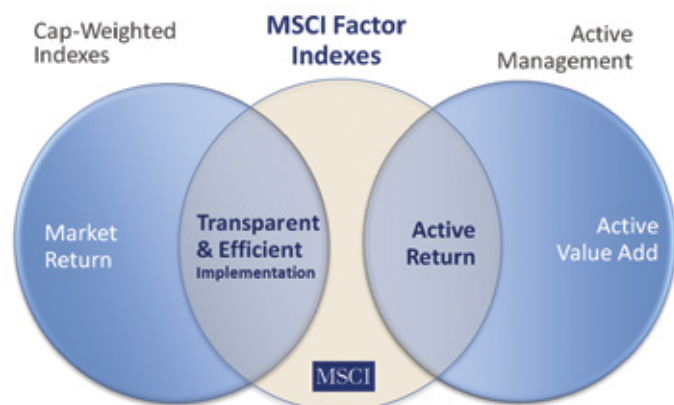 Cap-Weighted
Indexes
MSCI Factor
Indexes
Active
Management
Market
Return
Transparent
& Efficient
Implementation
Active
Return
Active
Value Add
MSCI